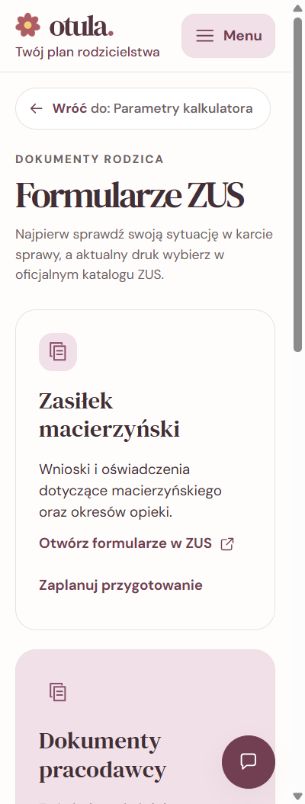 otula.
Twój plan rodzicielstwa
Menu
Wróć do: Parametry kalkulatora
DOKUMENTY RODZICA
Formularze ZUS
Najpierw sprawdź swoją sytuację w karcie
sprawy, a aktualny druk wybierz w
oficjalnym katalogu ZUS.
Zasiłek
macierzyński
Wnioski i oświadczenia
dotyczące macierzyńskiego
oraz okresów opieki.
Otwórz formularze w ZUS
Zaplanuj przygotowanie
Dokumenty
pracodawcy